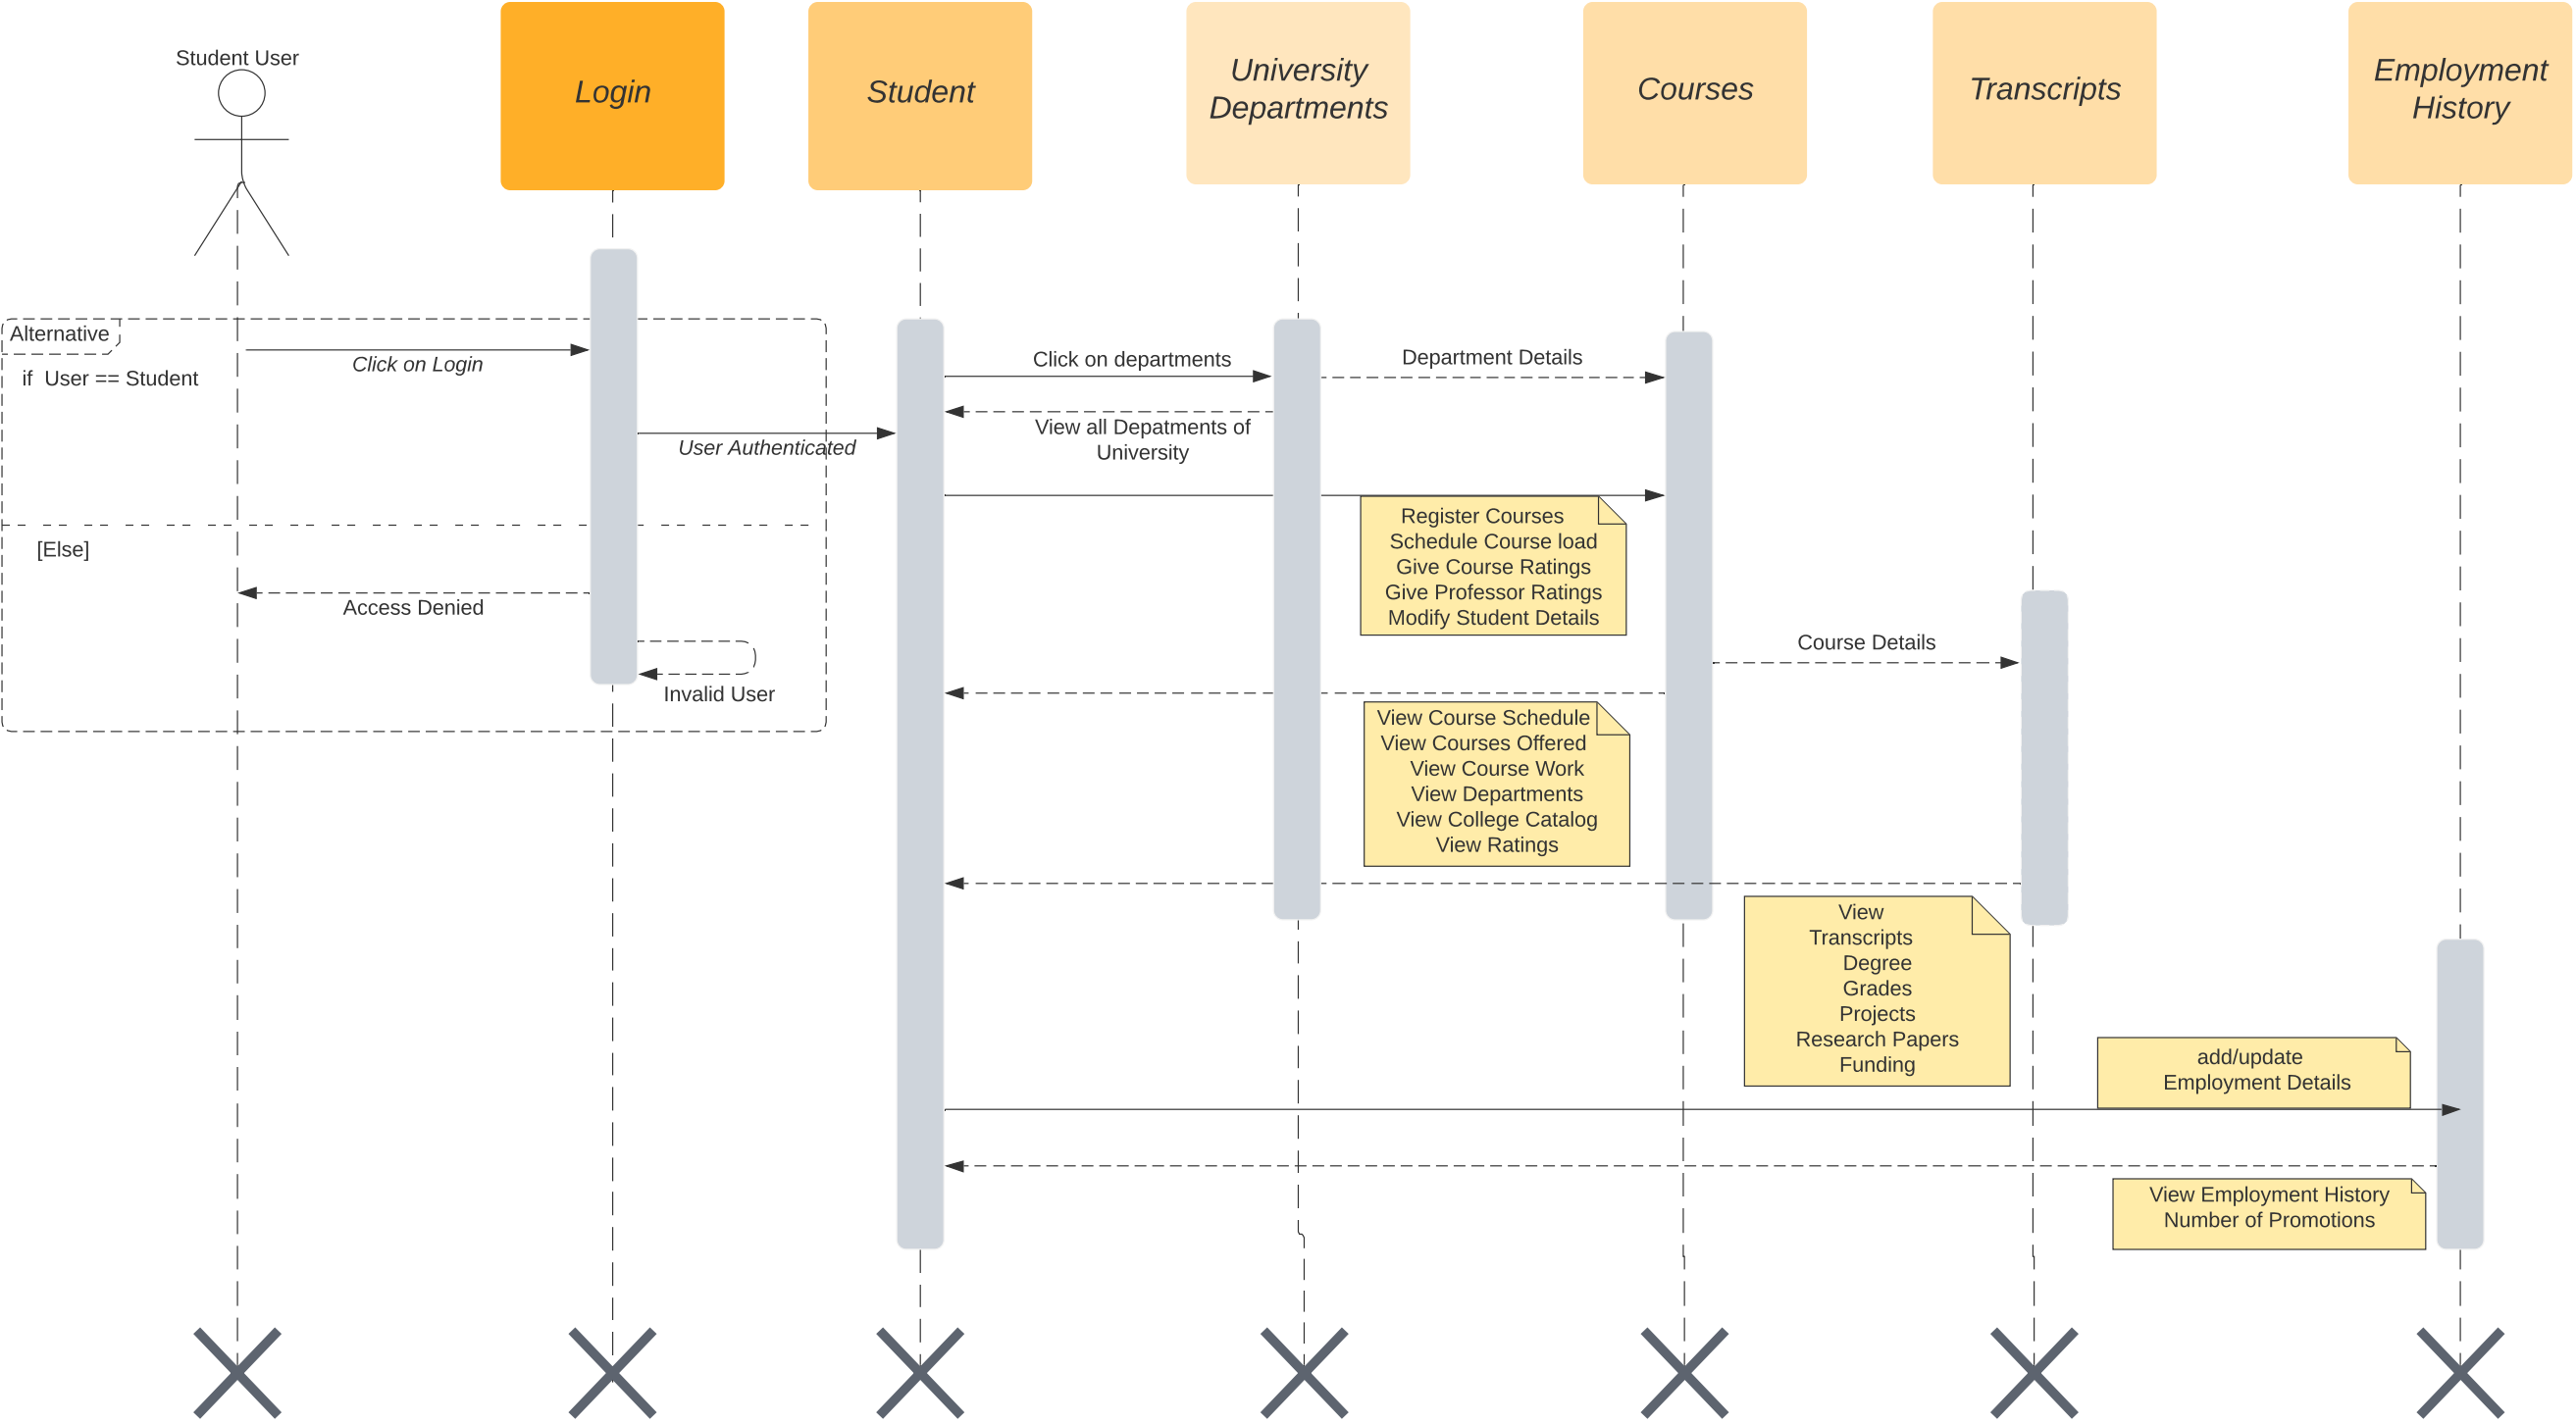 Student User
Login
Student
University
Departments
Courses
Transcripts
Employment
History
Alternative
if  User == Student
Click on Login
User Authenticated
[Else]
Access Denied
Invalid User
Click on departments
Department Details
View all Depatments of
University
Register Courses
Schedule Course load
Give Course Ratings
Give Professor Ratings
Modify Student Details
Course Details
View Course Schedule
View Courses Offered
View Course Work
View Departments
View College Catalog
View Ratings
View
Transcripts
Degree
Grades
Projects
Research Papers
Funding
add/update
Employment Details
View Employment History
Number of Promotions